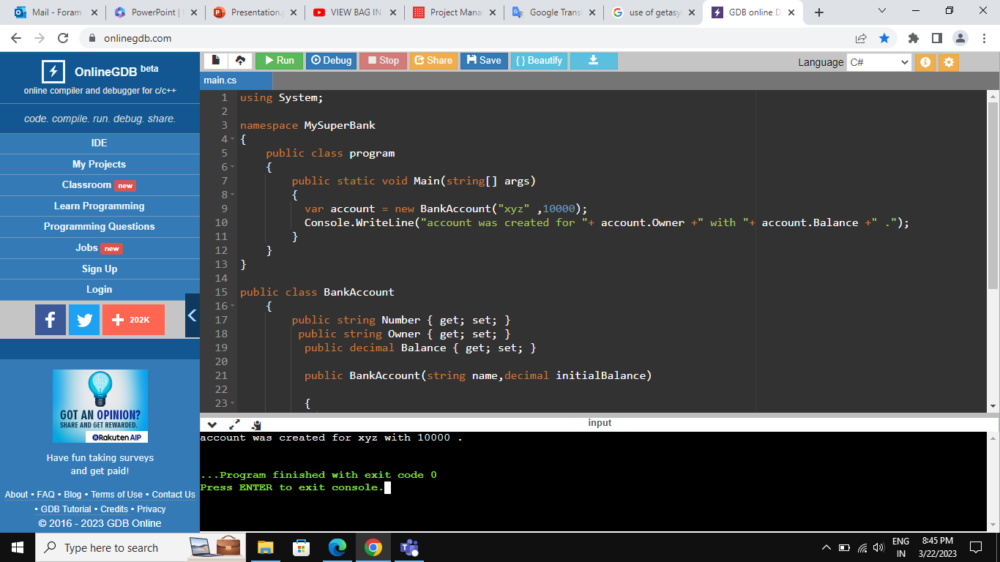 Mail - Foram
PowerPoint |
Presentation.
VIEW BAG IN
Project Mana
Google Trans
use of getasy
GDB online D
onlinegdb.com
OnlineGDB beta
online compiler and debugger for c/c++
code. compile. run. debug. share.
IDE
My Projects
Classroom new
Learn Programming
Programming Questions
Jobs new
Sign Up
Login
202K
GOT AN OPINION?
SHARE AND GET REWARDED.
Rakuten AIP
Have fun taking surveys
and get paid!
About • FAQ • Blog • Terms of Use • Contact Us
• GDB Tutorial • Credits • Privacy
© 2016 - 2023 GDB Online
Run Debug Stop Share Save { } Beautify
Language C#
main.cs
1 using System;
2
3 namespace MySuperBank
4 {
5 public class program
6 {
7 public static void Main(string[] args)
8 {
9 var account = new BankAccount("xyz" ,10000);
10 Console.WriteLine("account was created for "+ account.Owner +" with "+ account.Balance +" .");
11 }
12 }
13 }
14
15 public class BankAccount
16 {
17 public string Number { get; set; }
18 public string Owner { get; set; }
19 public decimal Balance { get; set; }
20
21 public BankAccount(string name,decimal initialBalance)
22
23 {
input
account was created for xyz with 10000 .
...Program finished with exit code 0
Press ENTER to exit console.
Type here to search
ENG
IN
8:45 PM
3/22/2023